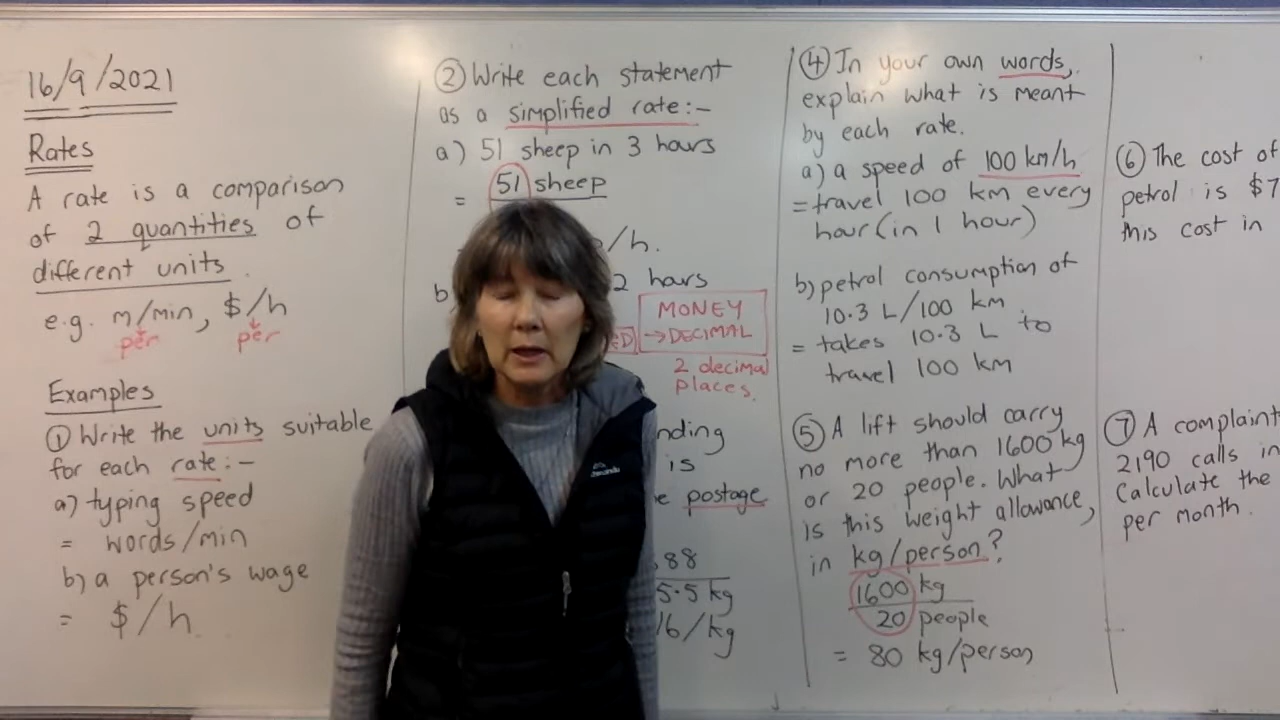 16/9/2021
Rates
A rate is a comparison
of 2 quantities of
different units.
e.g. m/min, $/h
per per
Examples
① Write the units suitable
for each rate:-
a) typing speed
= words/min
b) a person's wage
= $/h.
② Write each statement
as a simplified rate:-
a) 51 sheep in 3 hours
= 51 sheep
/h.
b 2 hours
MONEY
→DECIMAL
2 decimal
places.
nding
is
postage
88
5.5 kg
16/kg
④ In your own words,
explain what is meant
by each rate.
a) a speed of 100 km/h
= travel 100 km every
hour (in 1 hour)
b) petrol consumption of
10.3 L/100 km
= takes 10.3 L to
travel 100 km
⑤ A lift should carry
no more than 1600 kg
or 20 people. What
is this weight allowance,
in kg/person?
1600 kg
20 people
= 80 kg/person
⑥ The cost of
petrol is $7
this cost in
⑦ A complaint
2190 calls in
Calculate the
per month.